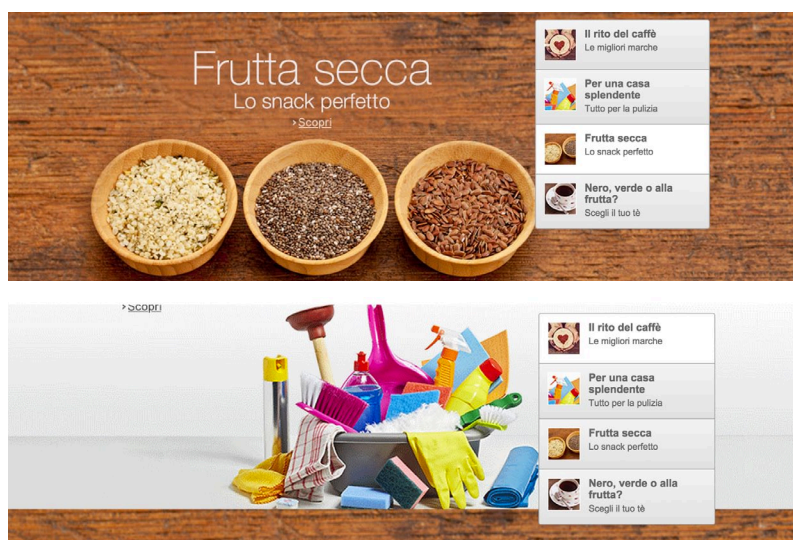 Frutta secca
Lo snack perfetto
› Scopri
Il rito del caffè
Le migliori marche
Per una casa
splendente
Tutto per la pulizia
Frutta secca
Lo snack perfetto
Nero, verde o alla
frutta?
Scegli il tuo tè
› Scopri
Il rito del caffè
Le migliori marche
Per una casa
splendente
Tutto per la pulizia
Frutta secca
Lo snack perfetto
Nero, verde o alla
frutta?
Scegli il tuo tè